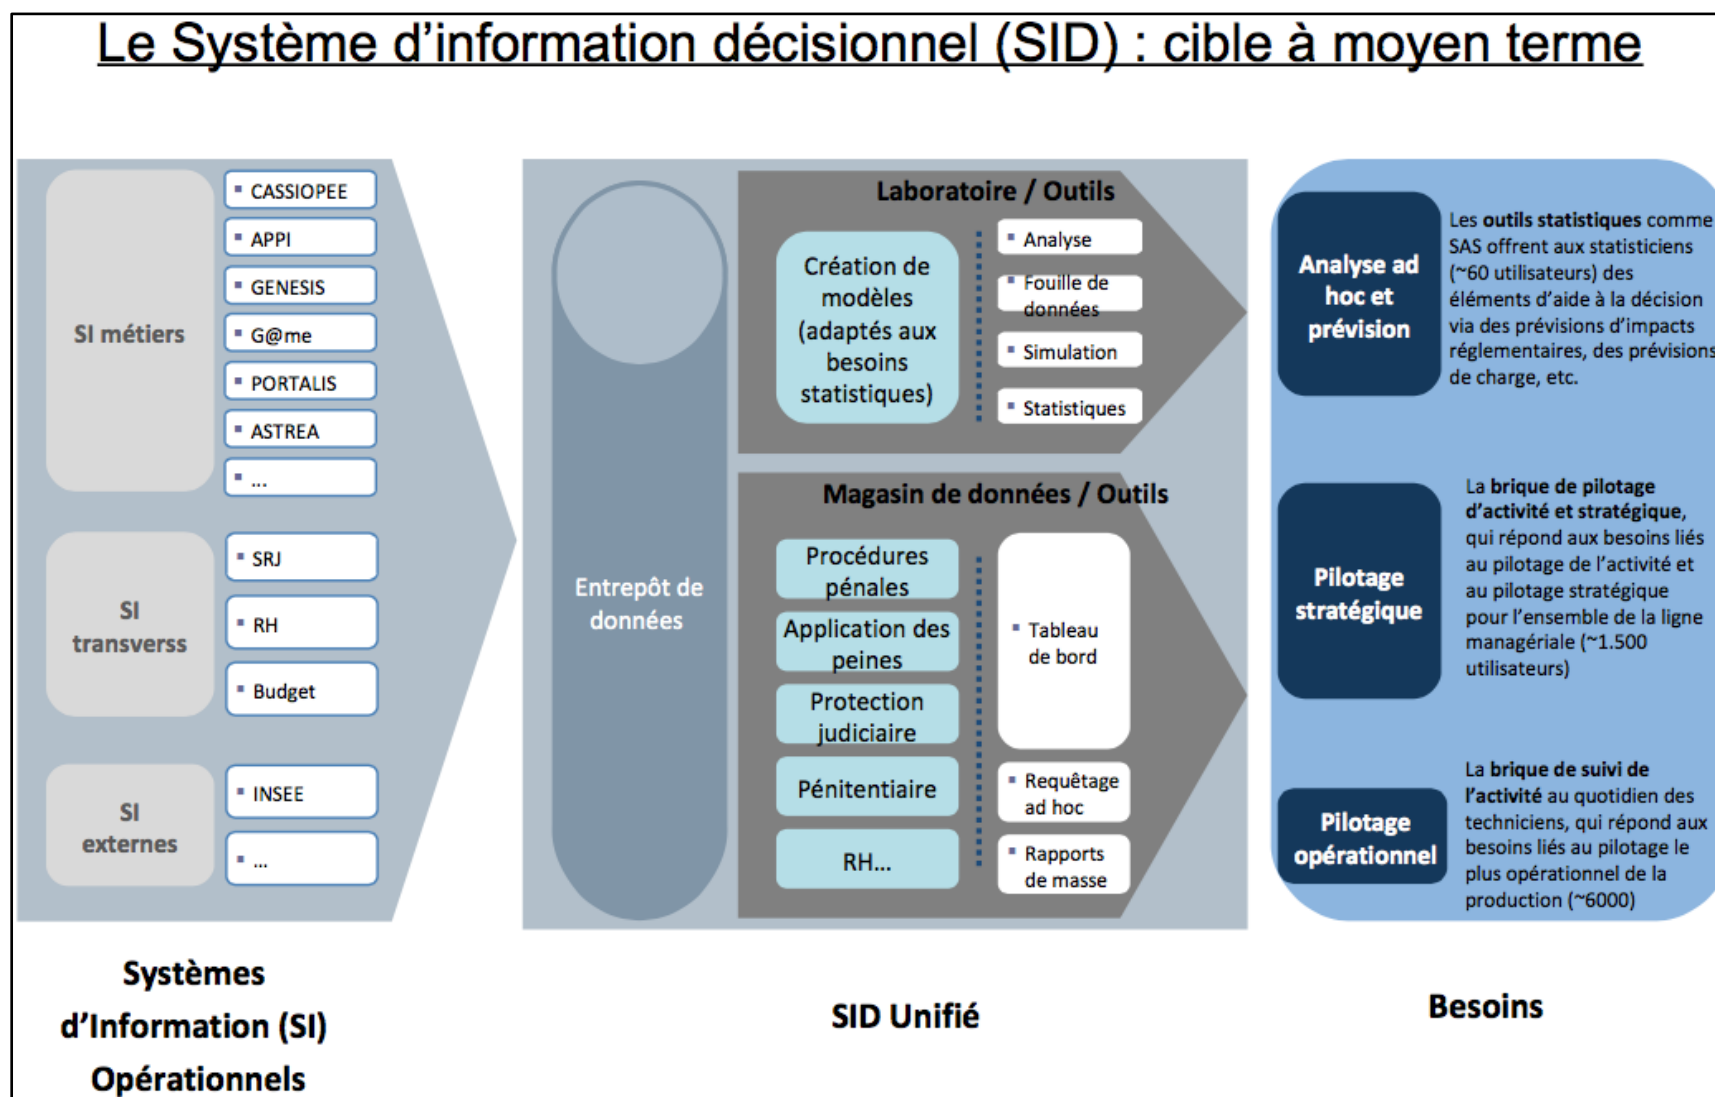 Le Système d'information décisionnel (SID) : cible à moyen terme
SI métiers
▪ CASSIOPEE
▪ APPI
▪ GENESIS
▪ G@me
▪ PORTALIS
▪ ASTREA
▪ ...
SI
transverss
▪ SRJ
▪ RH
▪ Budget
SI
externes
▪ INSEE
▪ ...
Systèmes
d'Information (SI)
Opérationnels
Entrepôt de
données
Laboratoire / Outils
Création de
modèles
(adaptés aux
besoins
statistiques)
▪ Analyse
▪ Fouille de
données
▪ Simulation
▪ Statistiques
Magasin de données / Outils
Procédures
pénales
Application des
peines
Protection
judiciaire
Pénitentiaire
RH...
▪ Tableau
de bord
▪ Requêtage
ad hoc
▪ Rapports
de masse
SID Unifié
Analyse ad
hoc et
prévision
Les outils statistiques comme
SAS offrent aux statisticiens
(~60 utilisateurs) des
éléments d'aide à la décision
via des prévisions d'impacts
réglementaires, des prévisions
de charge, etc.
Pilotage
stratégique
La brique de pilotage
d'activité et stratégique,
qui répond aux besoins liés
au pilotage de l'activité et
au pilotage stratégique
pour l'ensemble de la ligne
managériale (~1.500
utilisateurs)
Pilotage
opérationnel
La brique de suivi de
l'activité au quotidien des
techniciens, qui répond aux
besoins liés au pilotage le
plus opérationnel de la
production (~6000)
Besoins